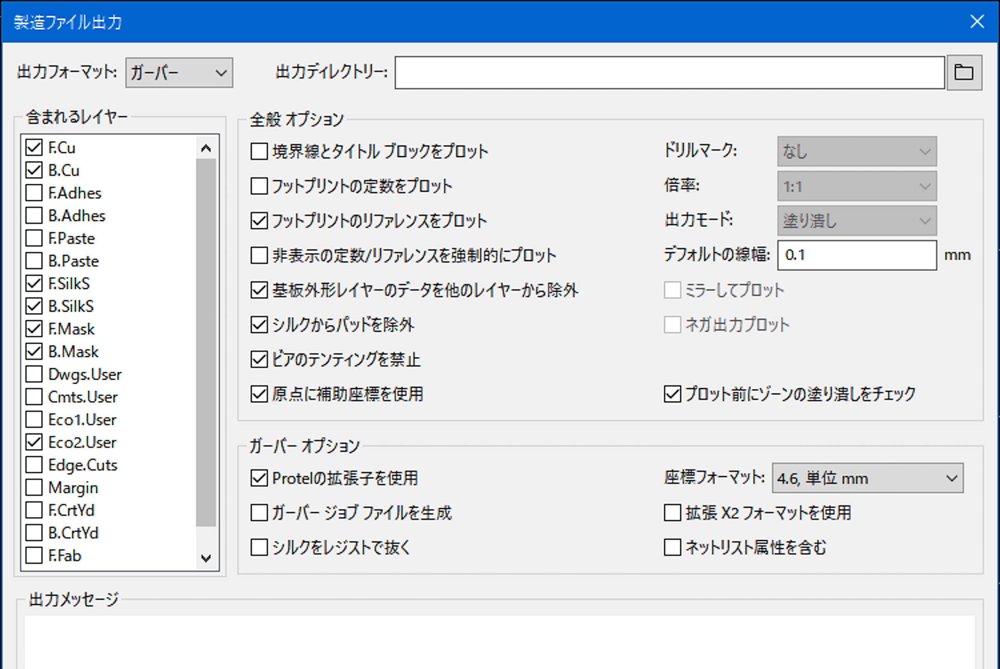 製造ファイル出力
出力フォーマット: ガーバー 出力ディレクトリー:
含まれるレイヤー
F.Cu
B.Cu
F.Adhes
B.Adhes
F.Paste
B.Paste
F.SilkS
B.SilkS
F.Mask
B.Mask
Dwgs.User
Cmts.User
Eco1.User
Eco2.User
Edge.Cuts
Margin
F.CrtYd
B.CrtYd
F.Fab
全般 オプション
境界線とタイトル ブロックをプロット
フットプリントの定数をプロット
フットプリントのリファレンスをプロット
非表示の定数/リファレンスを強制的にプロット
基板外形レイヤーのデータを他のレイヤーから除外
シルクからパッドを除外
ビアのテンティングを禁止
原点に補助座標を使用
ドリルマーク: なし
倍率: 1:1
出力モード: 塗り潰し
デフォルトの線幅: 0.1 mm
ミラーしてプロット
ネガ出力プロット
プロット前にゾーンの塗り潰しをチェック
ガーバー オプション
Protelの拡張子を使用
ガーバー ジョブ ファイルを生成
シルクをレジストで抜く
座標フォーマット: 4.6, 単位 mm
拡張 X2 フォーマットを使用
ネットリスト属性を含む
出力メッセージ